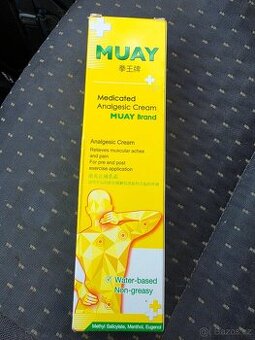 MUAY
拳王牌
Medicated
Analgesic Cream
MUAY Brand
Analgesic Cream
Relieves muscular aches
and pain
For pre and post
exercise application
Water-based
Non-greasy
Methyl Salicylate, Menthol, Eugenol